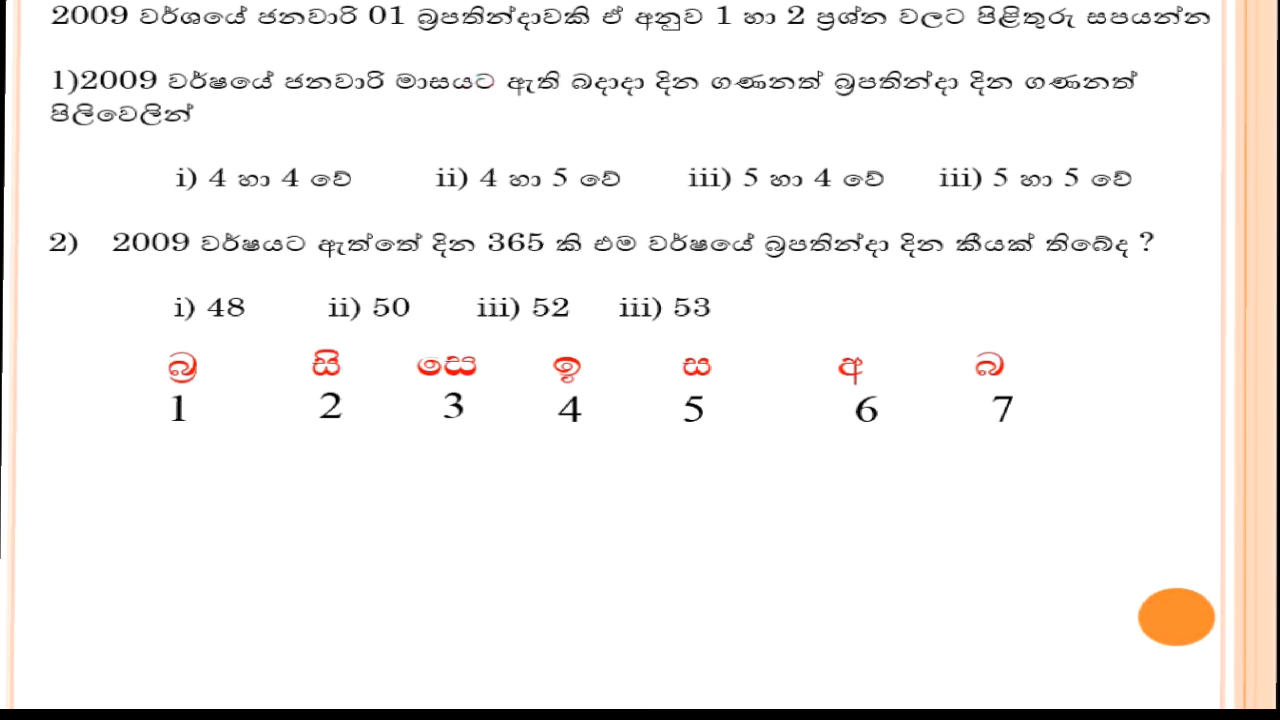 2009 වර්ශයේ ජනවාරි 01 බ්‍රහස්පතින්දාවකි ඒ අනුව 1 හා 2 ප්‍රශ්න වලට පිළිතුරු සපයන්න
1)2009 වර්ෂයේ ජනවාරි මාසයට ඇති බදාදා දින ගණනත් බ්‍රපතින්දා දින ගණනත්
පිලිවෙලින්
i) 4 හා 4 වේ ii) 4 හා 5 වේ iii) 5 හා 4 වේ iii) 5 හා 5 වේ
2) 2009 වර්ෂයට ඇත්තේ දින 365 කි එම වර්ෂයේ බ්‍රපතින්දා දින කීයක් තිබේද ?
i) 48 ii) 50 iii) 52 iii) 53
බ්‍ර සි සෙ ඉ ස අ බ
1 2 3 4 5 6 7